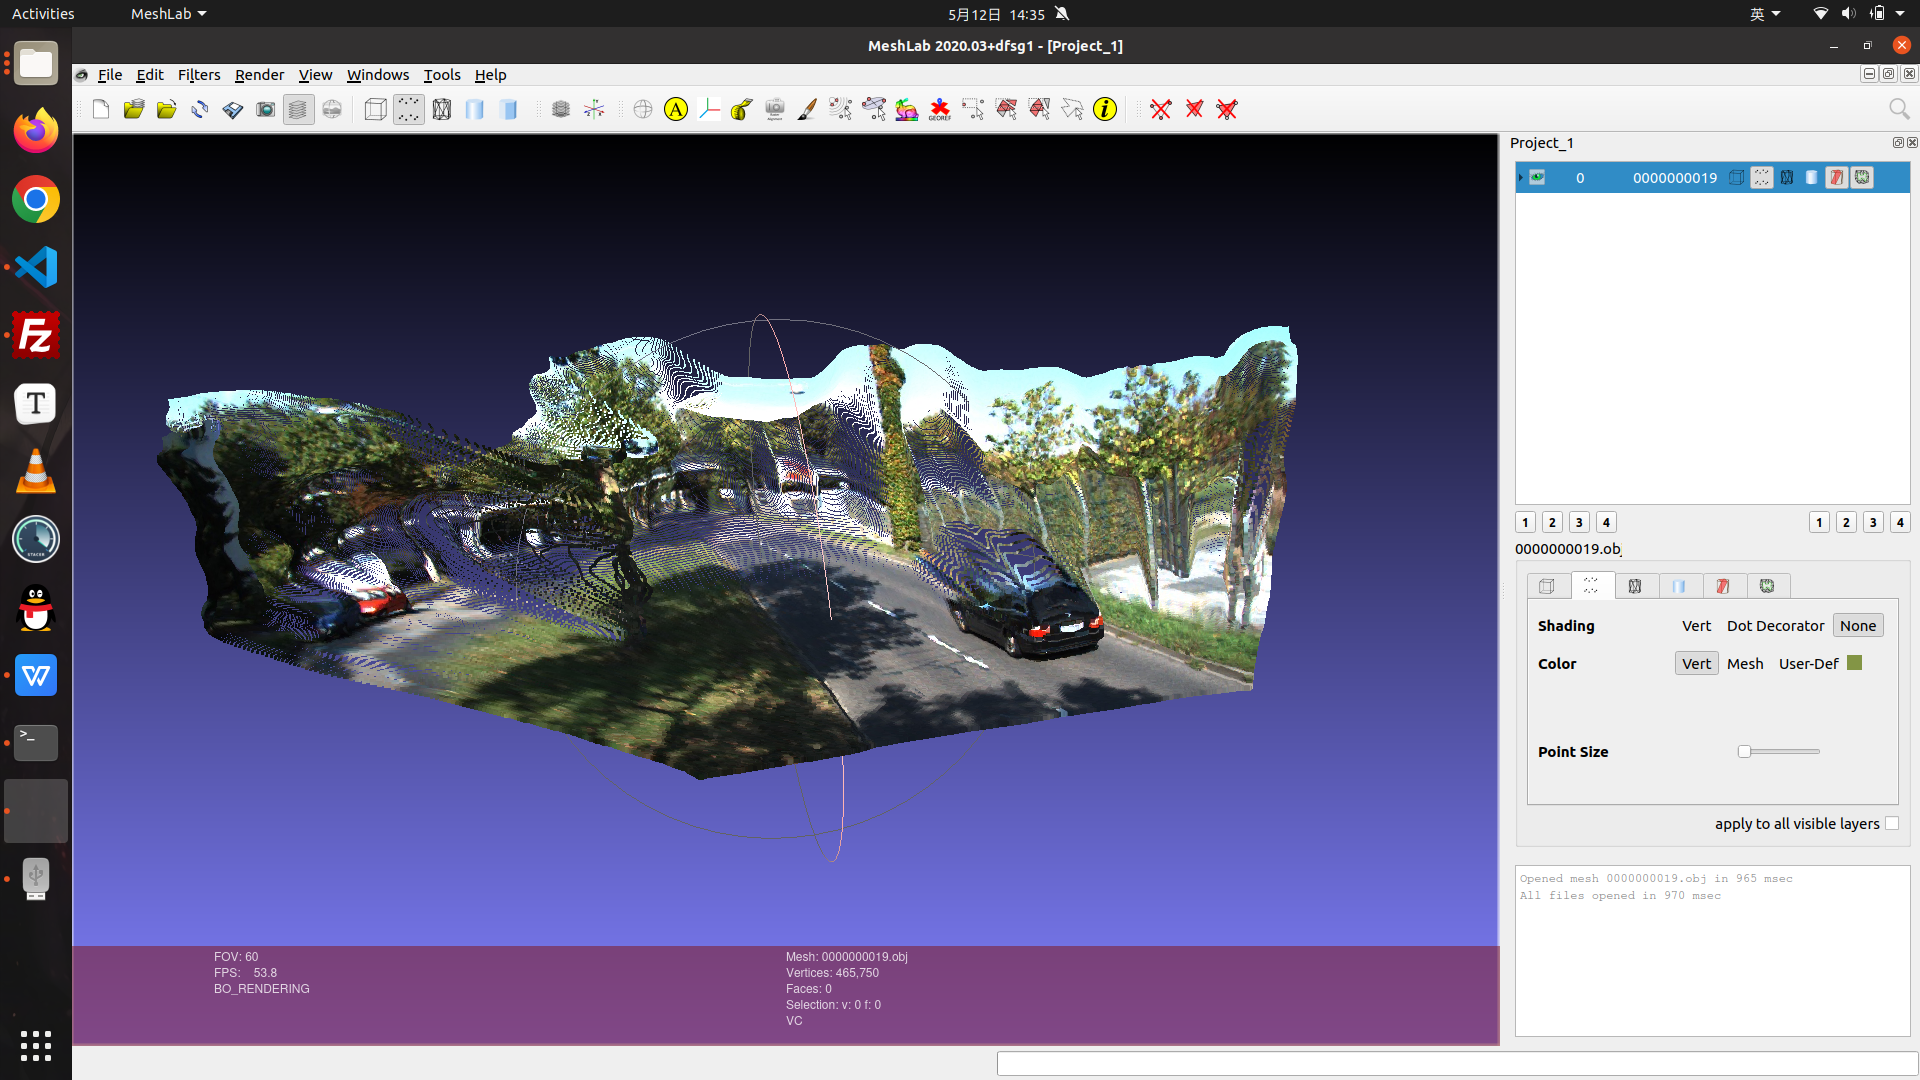 Activities MeshLab 5月12日 14:35 英
MeshLab 2020.03+dfsg1 - [Project_1]
File Edit Filters Render View Windows Tools Help
A GEOREF i
Project_1
0 0000000019
1 2 3 4 1 2 3 4
0000000019.obj
Shading Vert Dot Decorator None
Color Vert Mesh User-Def
Point Size
apply to all visible layers
Opened mesh 0000000019.obj in 965 msec
All files opened in 970 msec
FOV: 60
FPS: 53.8
BO_RENDERING
Mesh: 0000000019.obj
Vertices: 465,750
Faces: 0
Selection: v: 0 f: 0
VC
Fz
T
STACER
W
>_